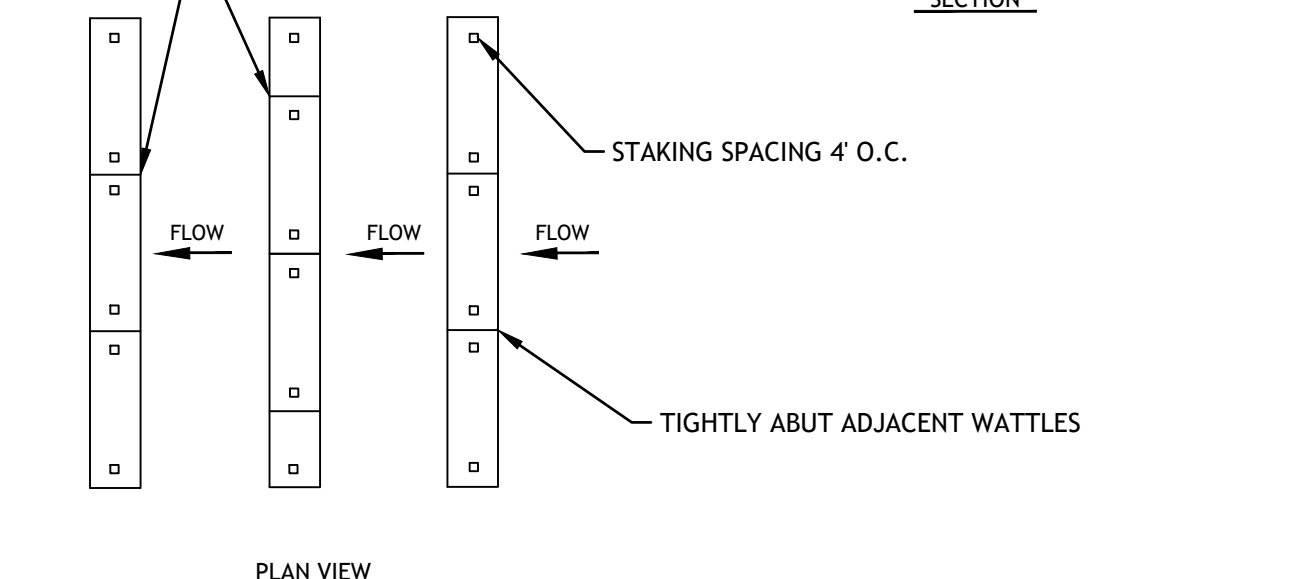 SECTION
STAKING SPACING 4' O.C.
FLOW
FLOW
FLOW
TIGHTLY ABUT ADJACENT WATTLES
PLAN VIEW